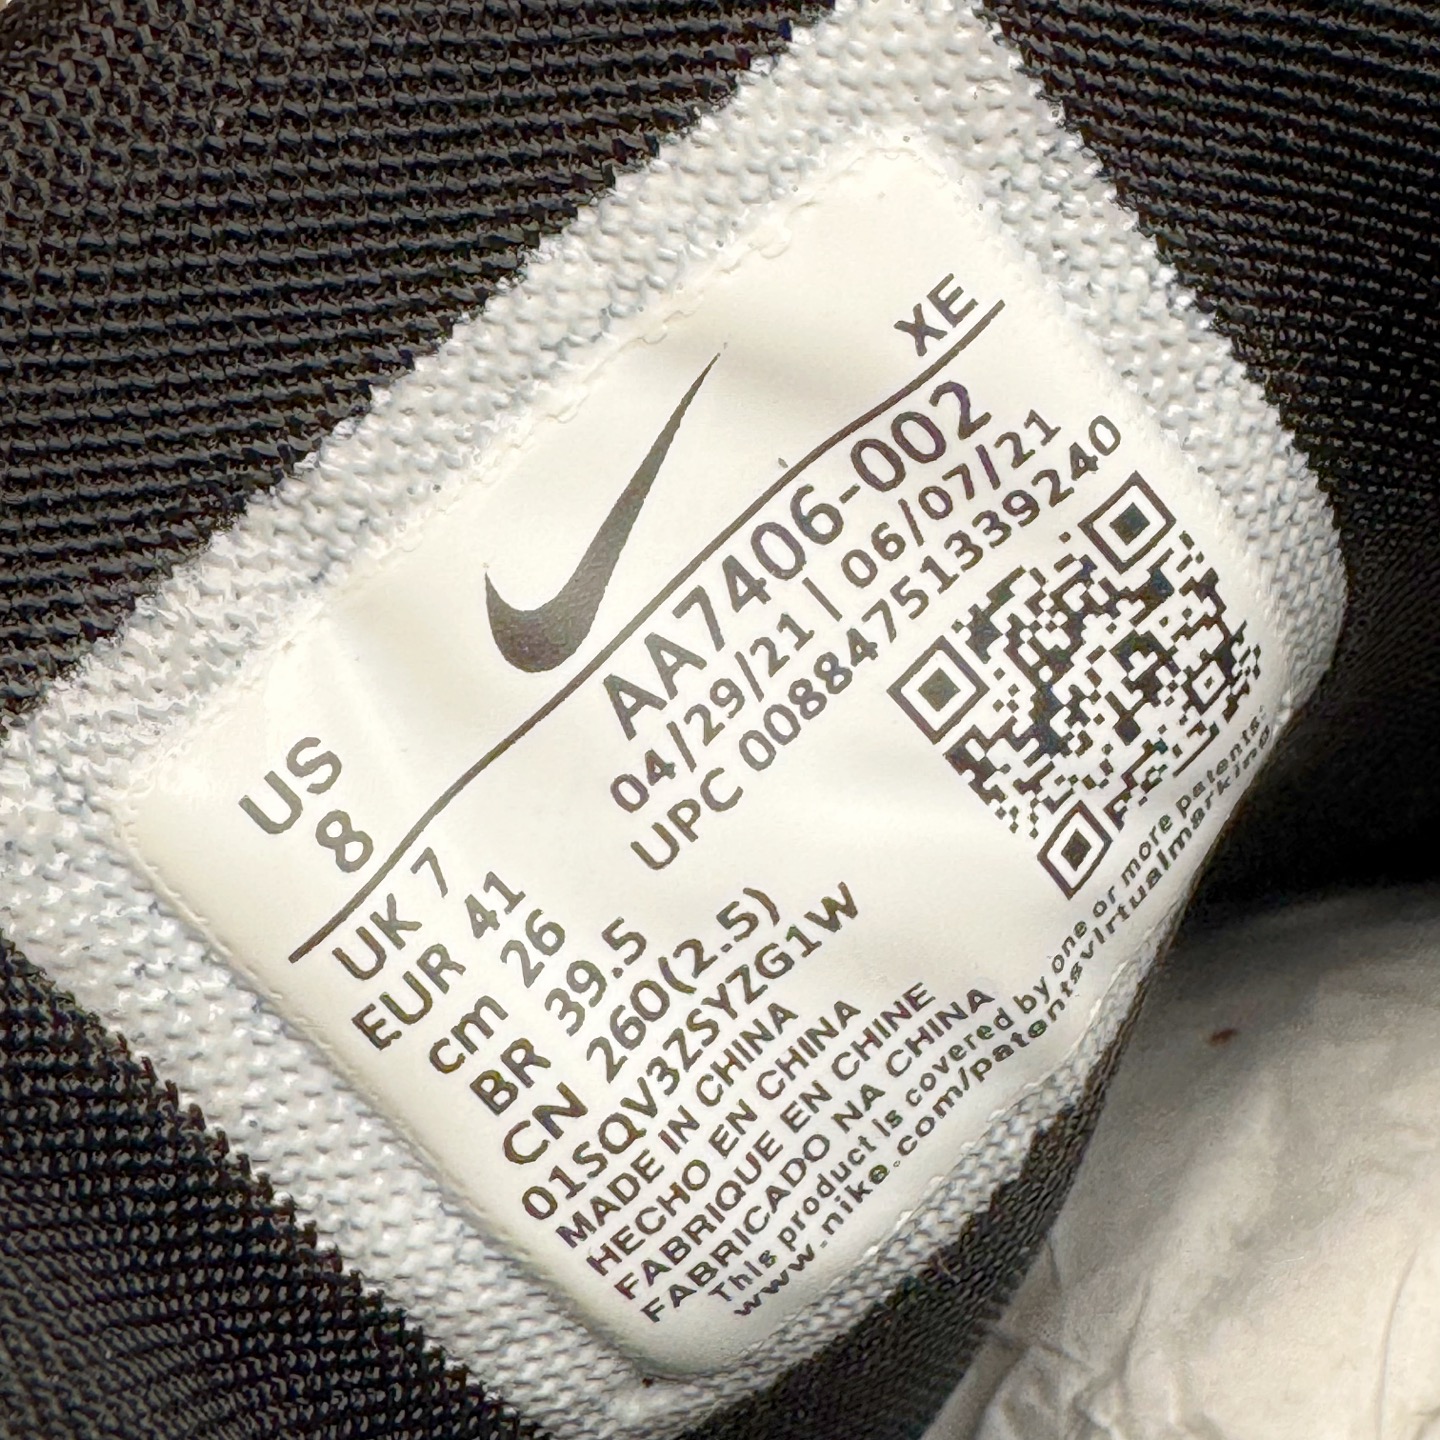 XE
US
8
AA7406-002
04/29/21 | 06/07/21
UPC 00884751339240
UK 7
EUR 41
cm 26
BR 39.5
CN 260(2.5)
01SQV3ZSYZG1W
MADE IN CHINA
HECHO EN CHINA
FABRIQUE EN CHINE
FABRICADO NA CHINA
This product is covered by one or more patents:
www.nike.com/patentsvirtualmarking